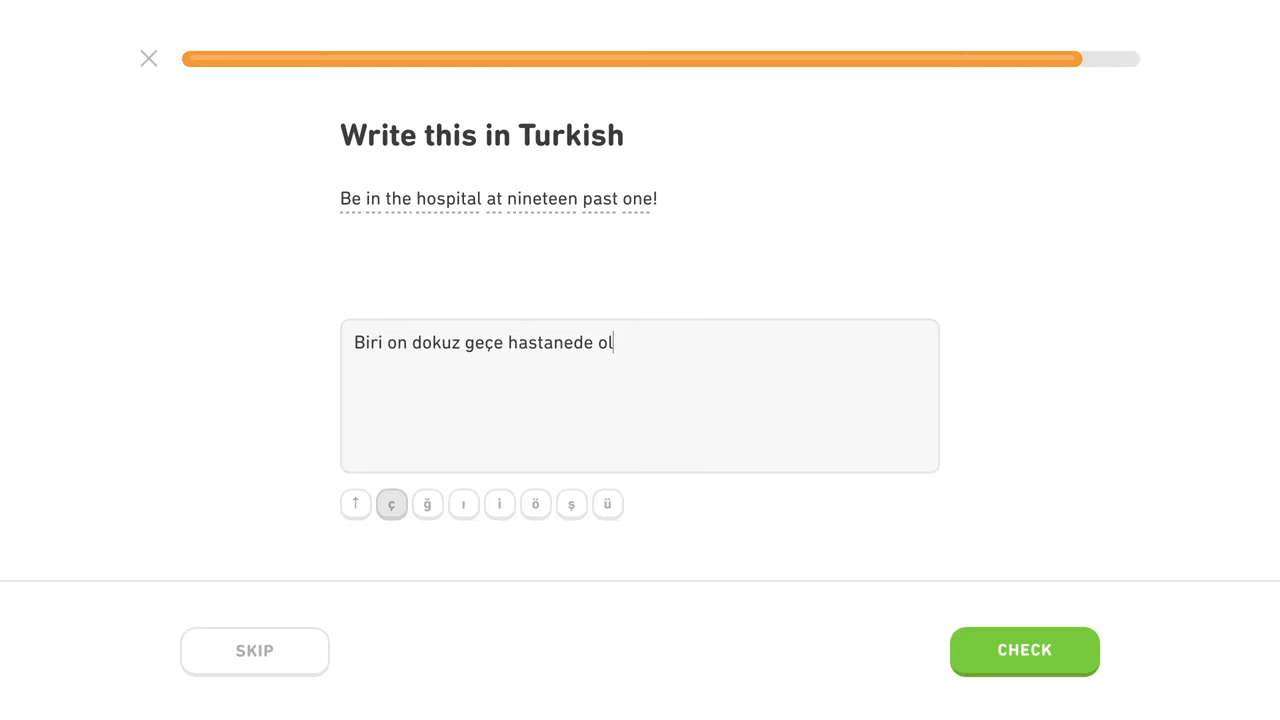 Write this in Turkish
Be in the hospital at nineteen past one!
Biri on dokuz geçe hastanede ol
↑ ç ğ ı i ö ş ü
SKIP
CHECK